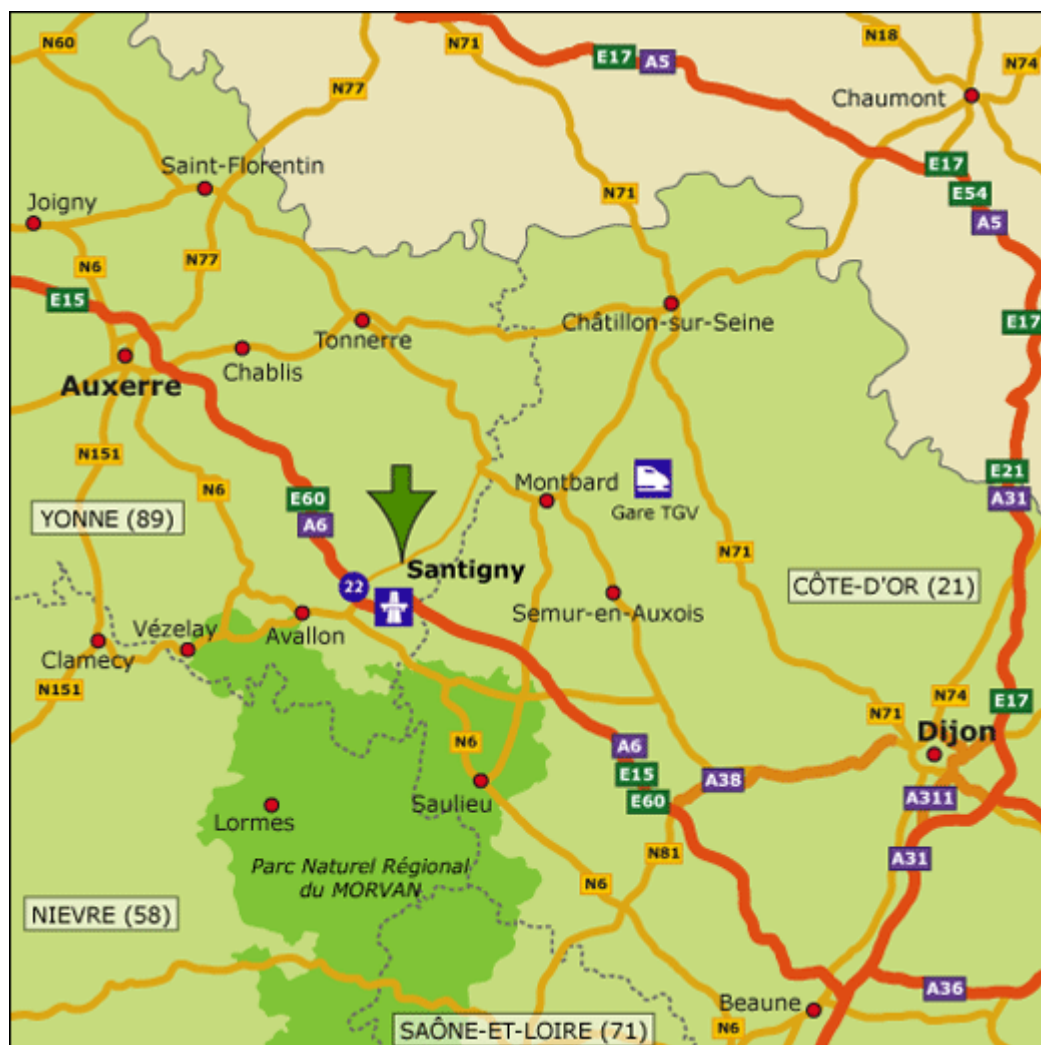 N60
N71
E17
A5
N18
N74
N77
Chaumont
Saint-Florentin
E17
N71
E54
Joigny
A5
N6
N77
E15
Châtillon-sur-Seine
E17
Tonnerre
Chablis
Auxerre
N151
E21
Montbard
N6
E60
A31
Gare TGV
YONNE (89)
A6
N71
Santigny
22
CÔTE-D'OR (21)
Semur-en-Auxois
Vézelay
Avallon
Clamecy
N151
N74
E17
N71
Dijon
N6
A6
E15
A38
Saulieu
E60
A311
Lormes
N81
A31
Parc Naturel Régional
du MORVAN
N6
NIEVRE (58)
A36
Beaune
SAÔNE-ET-LOIRE (71)
N6